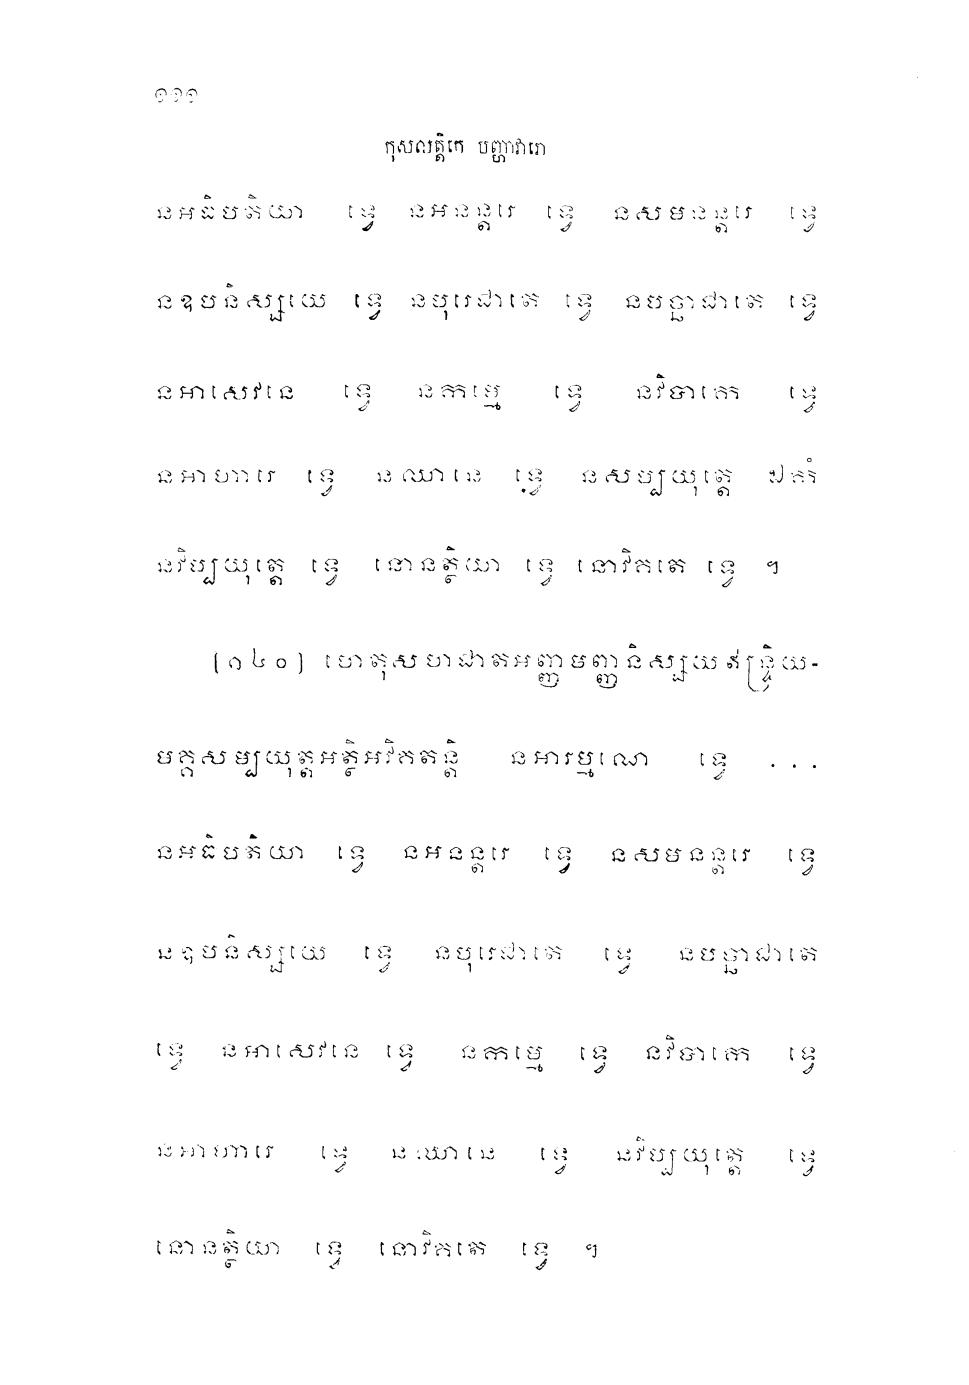 ១១១
កុសលត្តិកេ បញ្ហាវារោ
នអធិបតិយា ទ្វេ នអនន្តរេ ទ្វេ នសមនន្តរេ ទ្វេ
នឧបនិស្សយេ ទ្វេ នបុរេជាតេ ទ្វេ នបច្ឆាជាតេ ទ្វេ
នអាសេវនេ ទ្វេ នកម្មេ ទ្វេ នវិបាកេ ទ្វេ
នអាហារេ ទ្វេ នឈានេ ទ្វេ នសម្បយុត្តេ ឯកំ
នវិប្បយុត្តេ ទ្វេ នោនត្ថិយា ទ្វេ នោវិគតេ ទ្វេ ។
[១៤០] ហេតុសហជាតអញ្ញមញ្ញនិស្សយឥន្ទ្រិយ-
មគ្គសម្បយុត្តអត្ថិអវិគតន្តិ នអារម្មណេ ទ្វេ ...
នអធិបតិយា ទ្វេ នអនន្តរេ ទ្វេ នសមនន្តរេ ទ្វេ
នឧបនិស្សយេ ទ្វេ នបុរេជាតេ ទ្វេ នបច្ឆាជាតេ
ទ្វេ នអាសេវនេ ទ្វេ នកម្មេ ទ្វេ នវិបាកេ ទ្វេ
នអាហារេ ទ្វេ នឈានេ ទ្វេ នវិប្បយុត្តេ ទ្វេ
នោនត្ថិយា ទ្វេ នោវិគតេ ទ្វេ ។